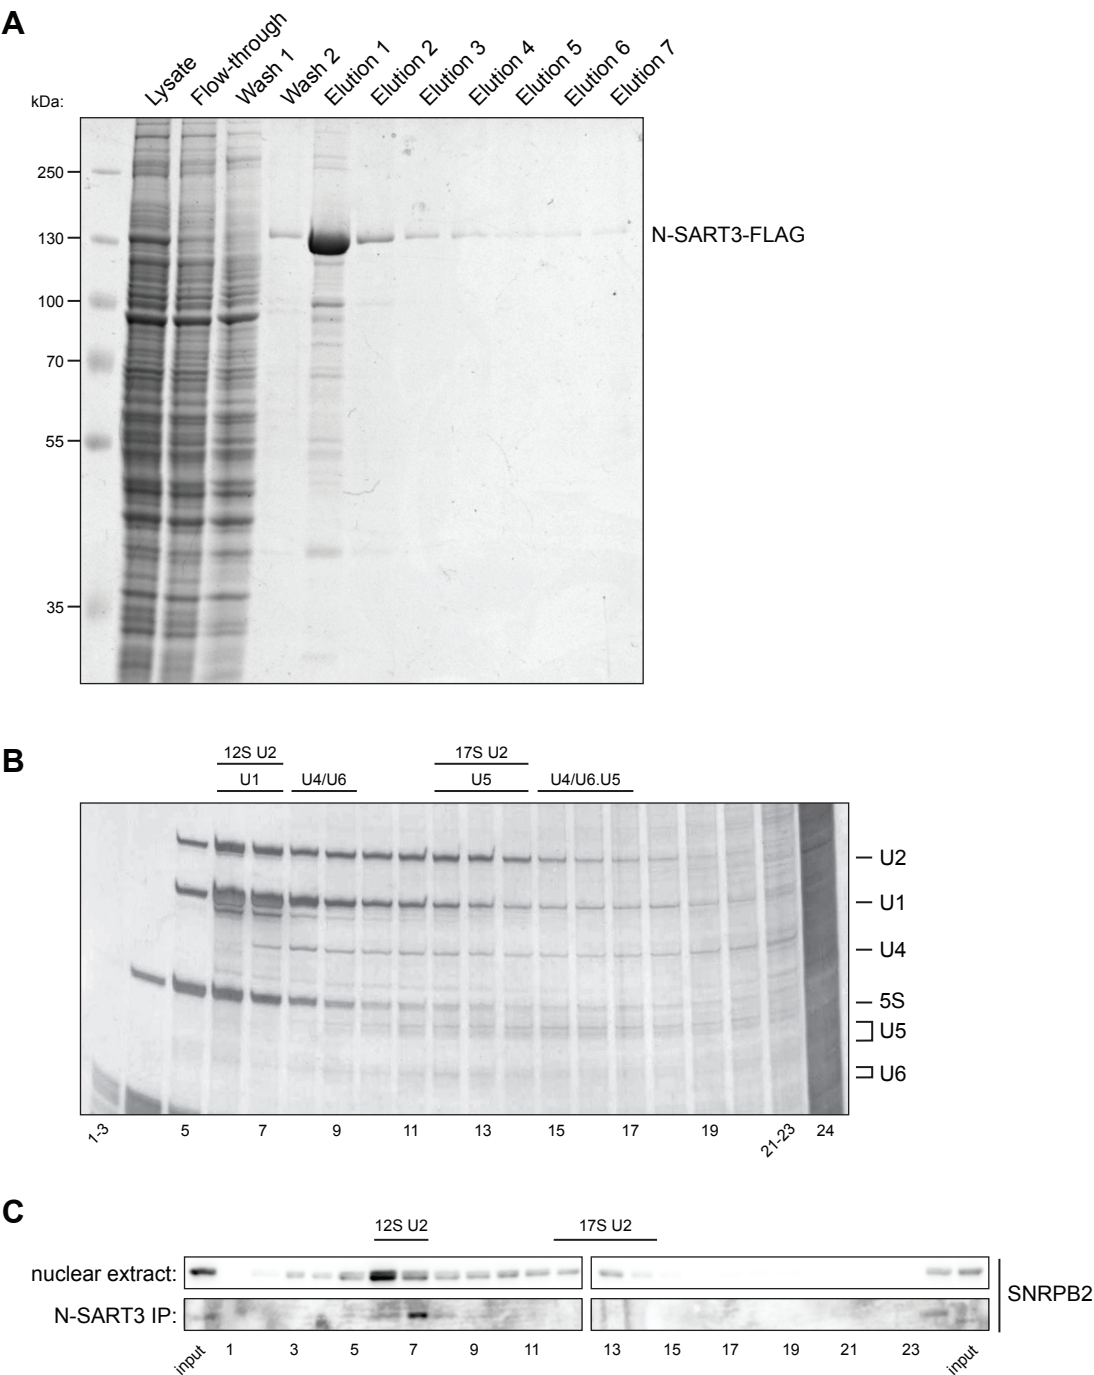 A
kDa:
Lysate
Flow-through
Wash 1
Wash 2
Elution 1
Elution 2
Elution 3
Elution 4
Elution 5
Elution 6
Elution 7
250
130
N-SART3-FLAG
100
70
55
35
B
12S U2 17S U2
U1 U4/U6 U5 U4/U6.U5
U2
U1
U4
5S
U5
U6
1-3 5 7 9 11 13 15 17 19 21-23 24
C
12S U2 17S U2
nuclear extract:
SNRPB2
N-SART3 IP:
input 1 3 5 7 9 11 13 15 17 19 21 23 input